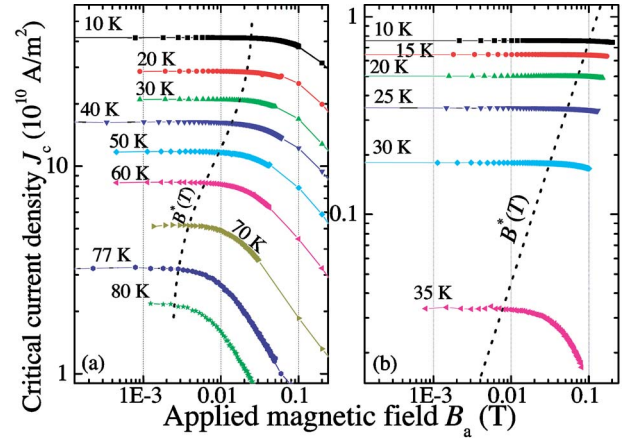 Critical current density Jc (10^10 A/m^2)
10
1
10 K
20 K
30 K
40 K
50 K
60 K
70 K
77 K
80 K
B*(T)
(a)
1E-3 0.01 0.1
1
0.1
10 K
15 K
20 K
25 K
30 K
35 K
B*(T)
(b)
1E-3 0.01 0.1
Applied magnetic field Ba (T)